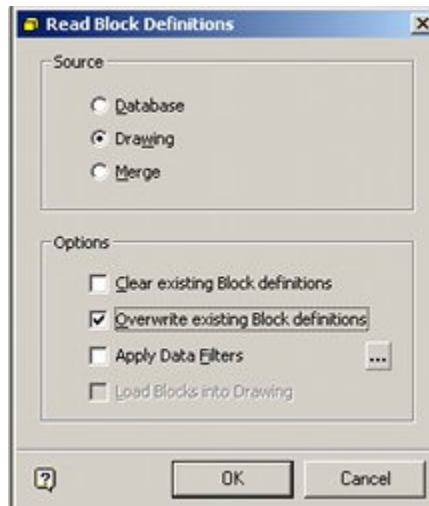 Read Block Definitions
Source
Database
Drawing
Merge
Options
Clear existing Block definitions
Overwrite existing Block definitions
Apply Data Filters ...
Load Blocks into Drawing
OK Cancel